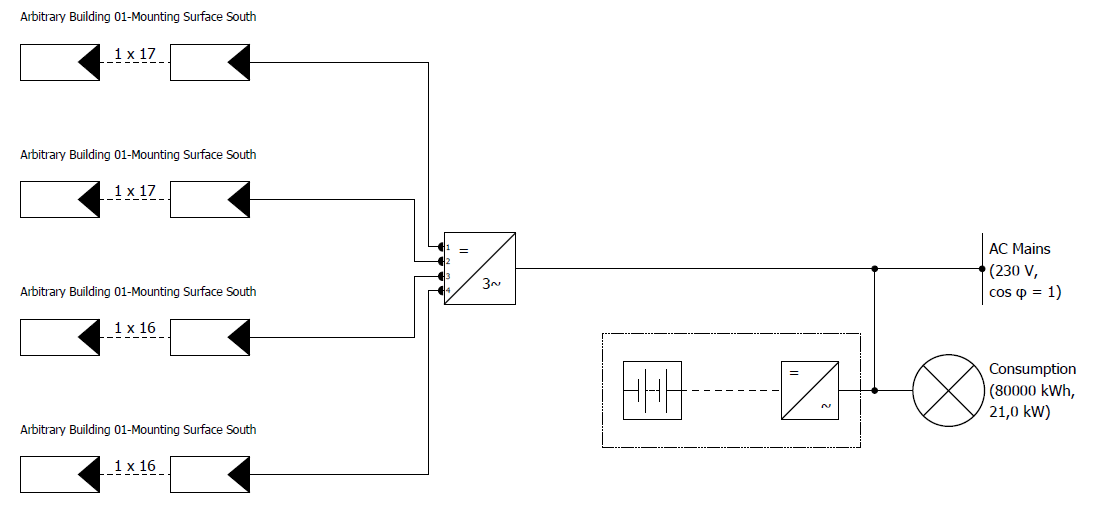 Arbitrary Building 01-Mounting Surface South
1 x 17
Arbitrary Building 01-Mounting Surface South
1 x 17
1
2
3
4
=
3~
AC Mains
(230 V,
cos φ = 1)
Arbitrary Building 01-Mounting Surface South
1 x 16
=
~
Consumption
(80000 kWh,
21,0 kW)
Arbitrary Building 01-Mounting Surface South
1 x 16